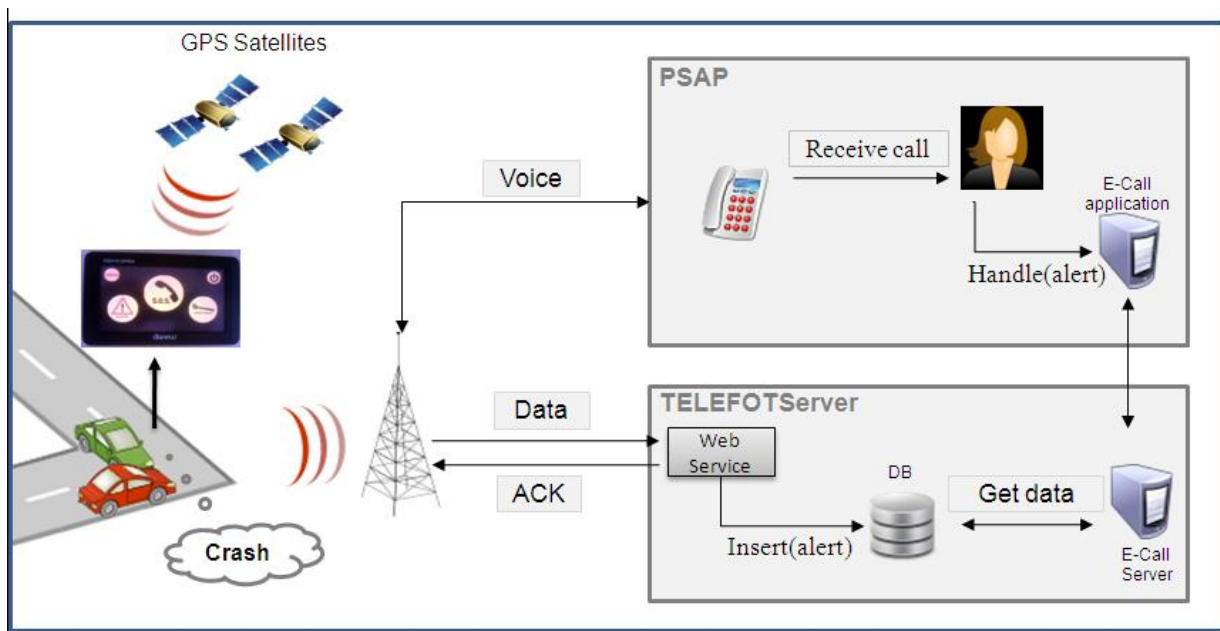 GPS Satellites
PSAP
Receive call
Voice
E-Call
application
Handle(alert)
S.O.S
TELEFOTServer
Data
Web
Service
ACK
DB
Get data
Insert(alert)
E-Call
Server
Crash